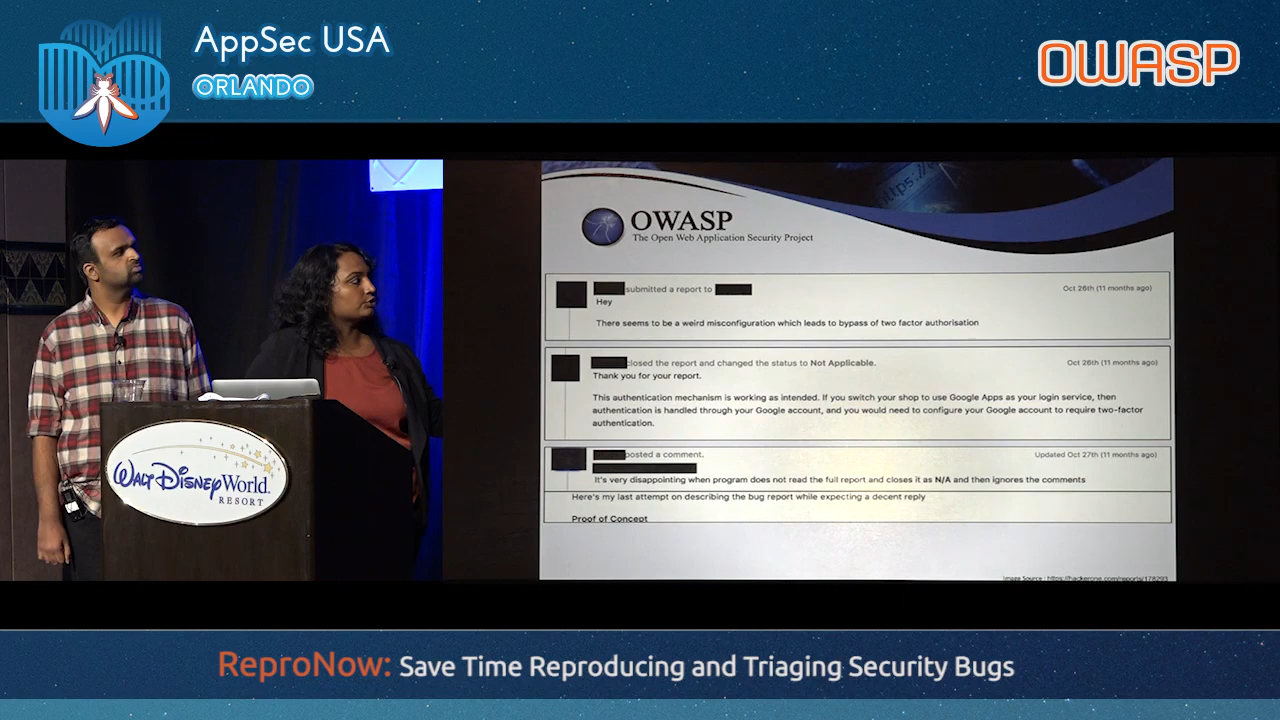 AppSec USA
ORLANDO
OWASP
https://
OWASP
The Open Web Application Security Project
submitted a report to
Oct 26th (11 months ago)
Hey
There seems to be a weird misconfiguration which leads to bypass of two factor authorisation
closed the report and changed the status to Not Applicable.
Oct 26th (11 months ago)
Thank you for your report.
This authentication mechanism is working as intended. If you switch your shop to use Google Apps as your login service, then
authentication is handled through your Google account, and you would need to configure your Google account to require two-factor
authentication.
posted a comment.
Updated Oct 27th (11 months ago)
It's very disappointing when program does not read the full report and closes it as N/A and then ignores the comments
Here's my last attempt on describing the bug report while expecting a decent reply
Proof of Concept
Image Source : https://hackerone.com/reports/178293
WALT DISNEY World.
RESORT
ReproNow: Save Time Reproducing and Triaging Security Bugs